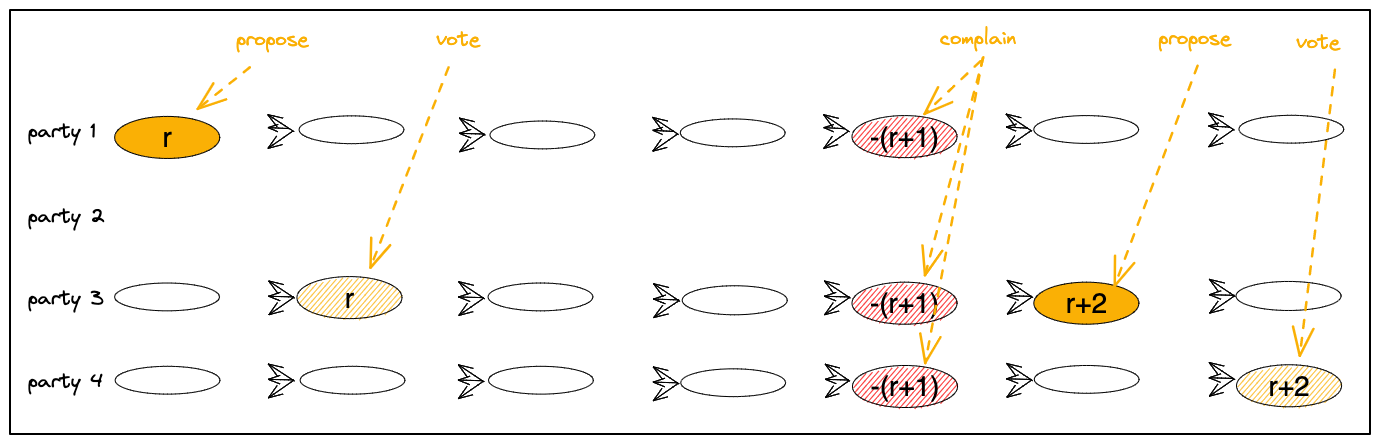 propose vote complain propose vote
party 1 r -(r+1)
party 2
party 3 r -(r+1) r+2
party 4 -(r+1) r+2